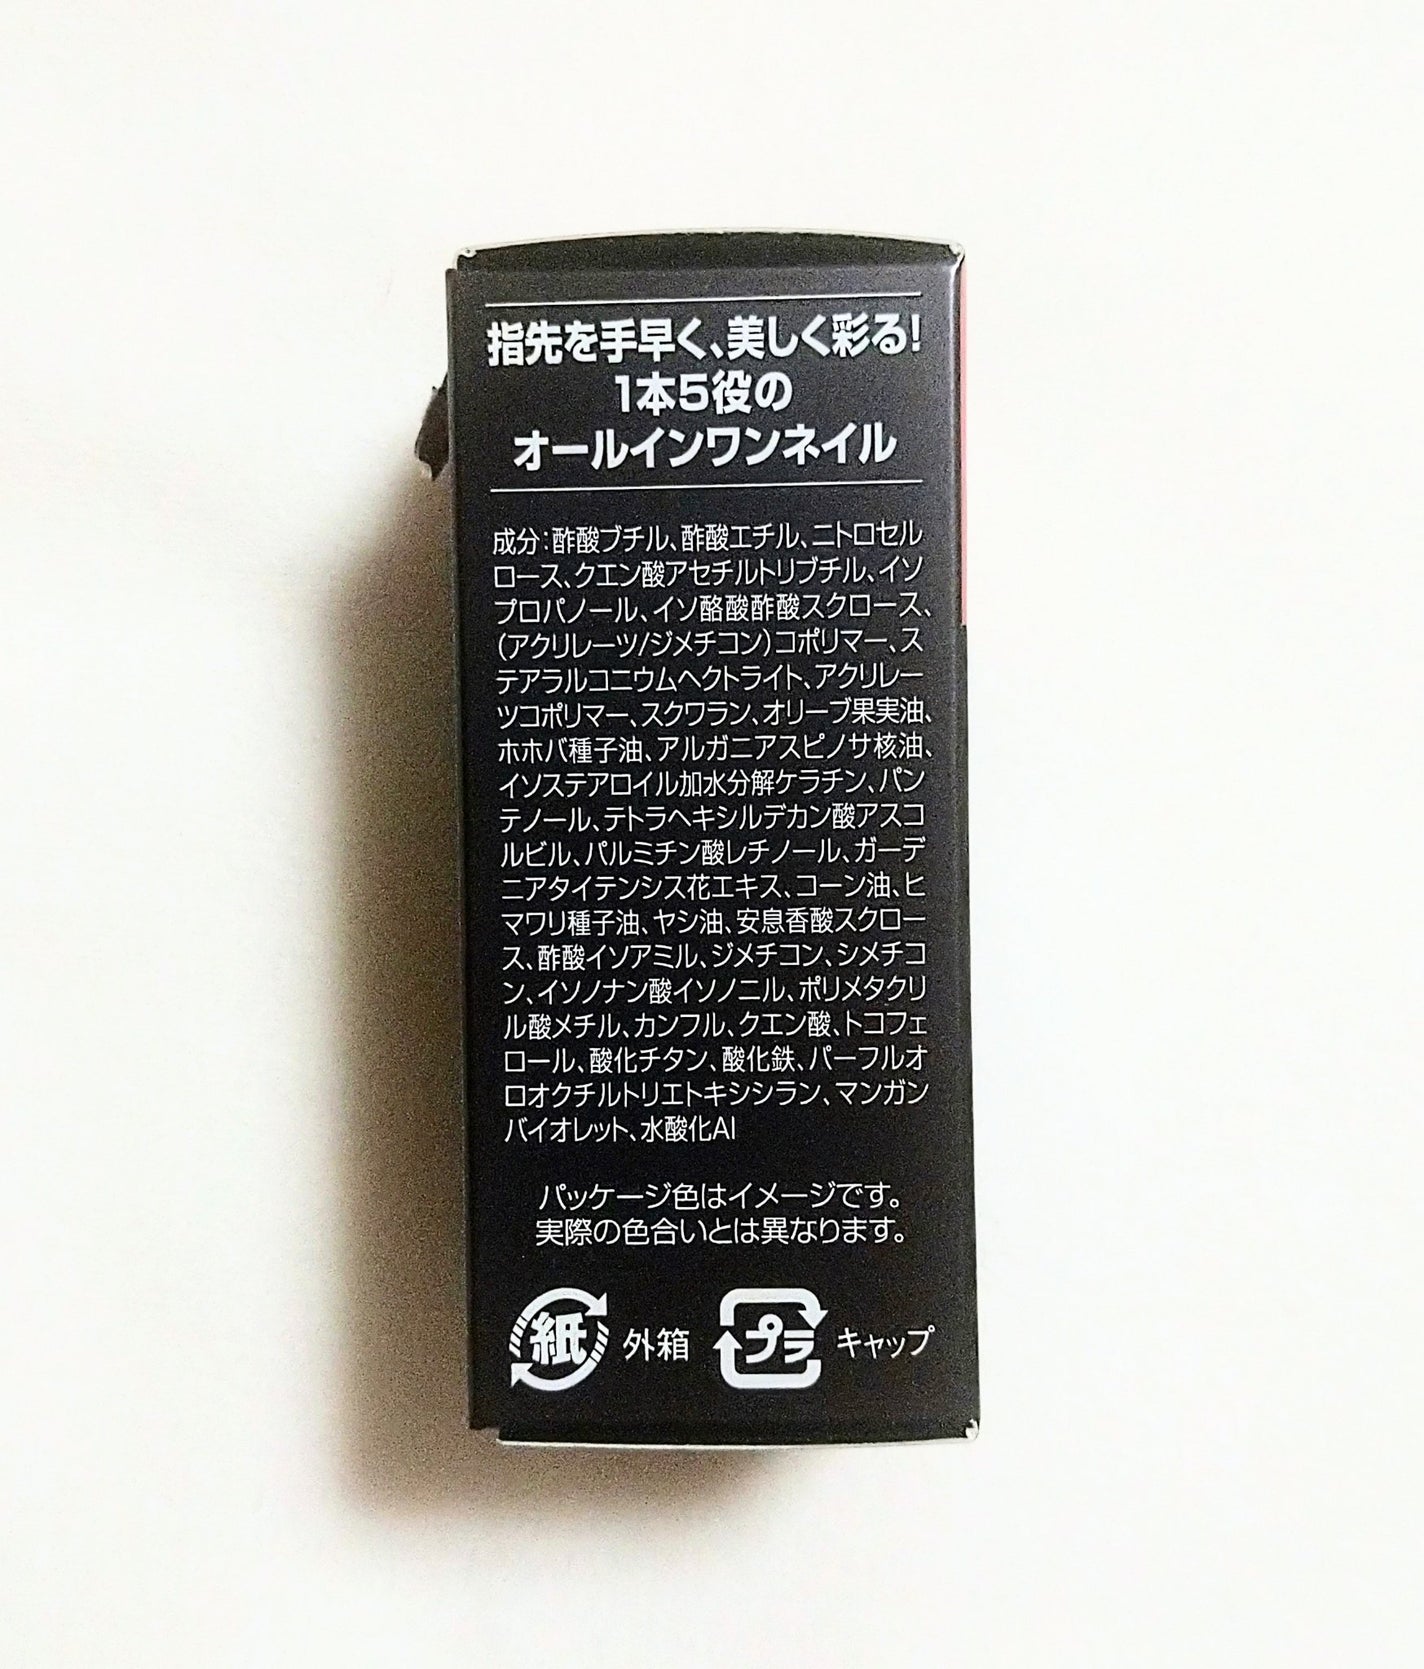 指先を手早く、美しく彩る!
1本5役の
オールインワンネイル
成分:酢酸ブチル、酢酸エチル、ニトロセル
ロース、クエン酸アセチルトリブチル、イソ
プロパノール、イソ酪酸酢酸スクロース、
(アクリレーツ/ジメチコン)コポリマー、ス
テアラルコニウムヘクトライト、アクリレー
ツコポリマー、スクワラン、オリーブ果実油、
ホホバ種子油、アルガニアスピノサ核油、
イソステアロイル加水分解ケラチン、パン
テノール、テトラヘキシルデカン酸アスコ
ルビル、パルミチン酸レチノール、ガーデ
ニアタイテンシス花エキス、コーン油、ヒ
マワリ種子油、ヤシ油、安息香酸スクロー
ス、酢酸イソアミル、ジメチコン、シメチコ
ン、イソノナン酸イソノニル、ポリメタクリ
ル酸メチル、カンフル、クエン酸、トコフェ
ロール、酸化チタン、酸化鉄、パーフルオ
ロオクチルトリエトキシシラン、マンガン
バイオレット、水酸化Al
パッケージ色はイメージです。
実際の色合いとは異なります。
紙 外箱 プラ キャップ